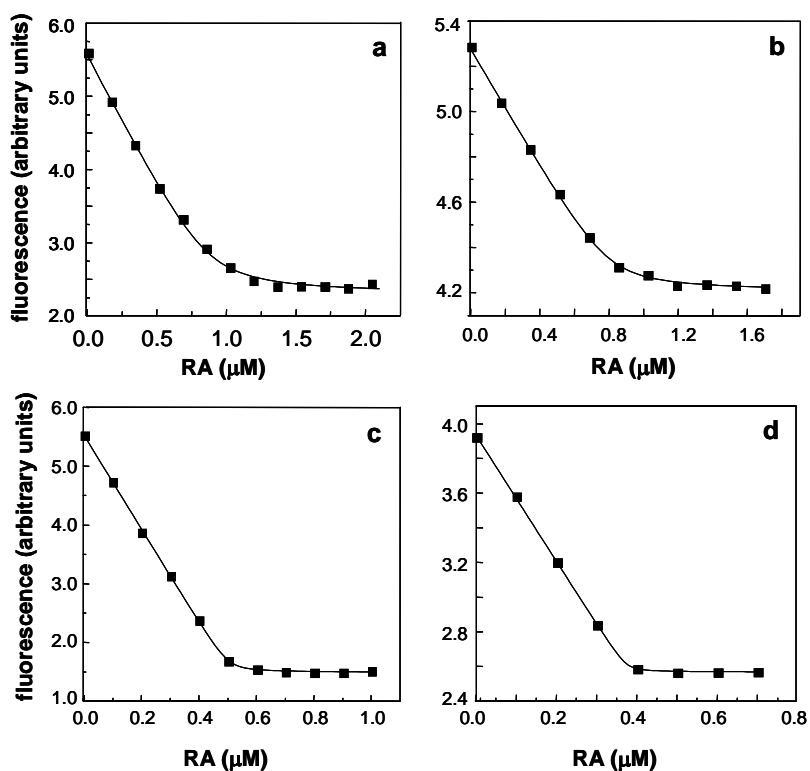 a
fluorescence (arbitrary units)
6.0
5.0
4.0
3.0
2.0
0.0 0.5 1.0 1.5 2.0
RA (μM)
b
5.4
5.0
4.6
4.2
0.0 0.4 0.8 1.2 1.6
RA (μM)
c
fluorescence (arbitrary units)
6.0
5.0
4.0
3.0
2.0
1.0
0.0 0.2 0.4 0.6 0.8 1.0
RA (μM)
d
4.0
3.6
3.2
2.8
2.4
0.0 0.2 0.4 0.6 0.8
RA (μM)